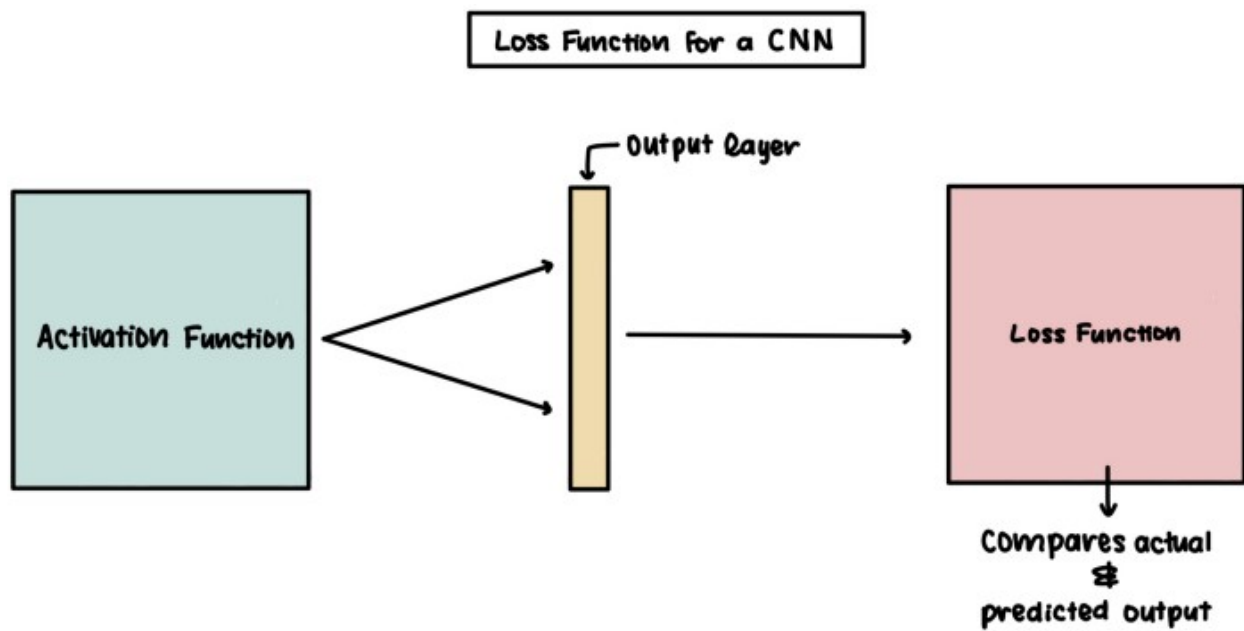 Loss Function for a CNN
Output layer
Activation Function
Loss Function
Compares actual
&
predicted output